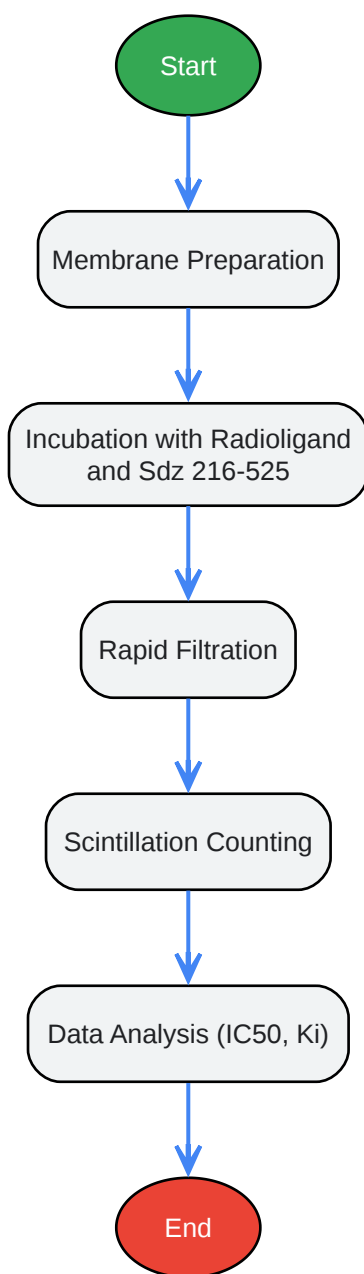 Start
Membrane Preparation
Incubation with Radioligand
and Sdz 216-525
Rapid Filtration
Scintillation Counting
Data Analysis (IC50, Ki)
End